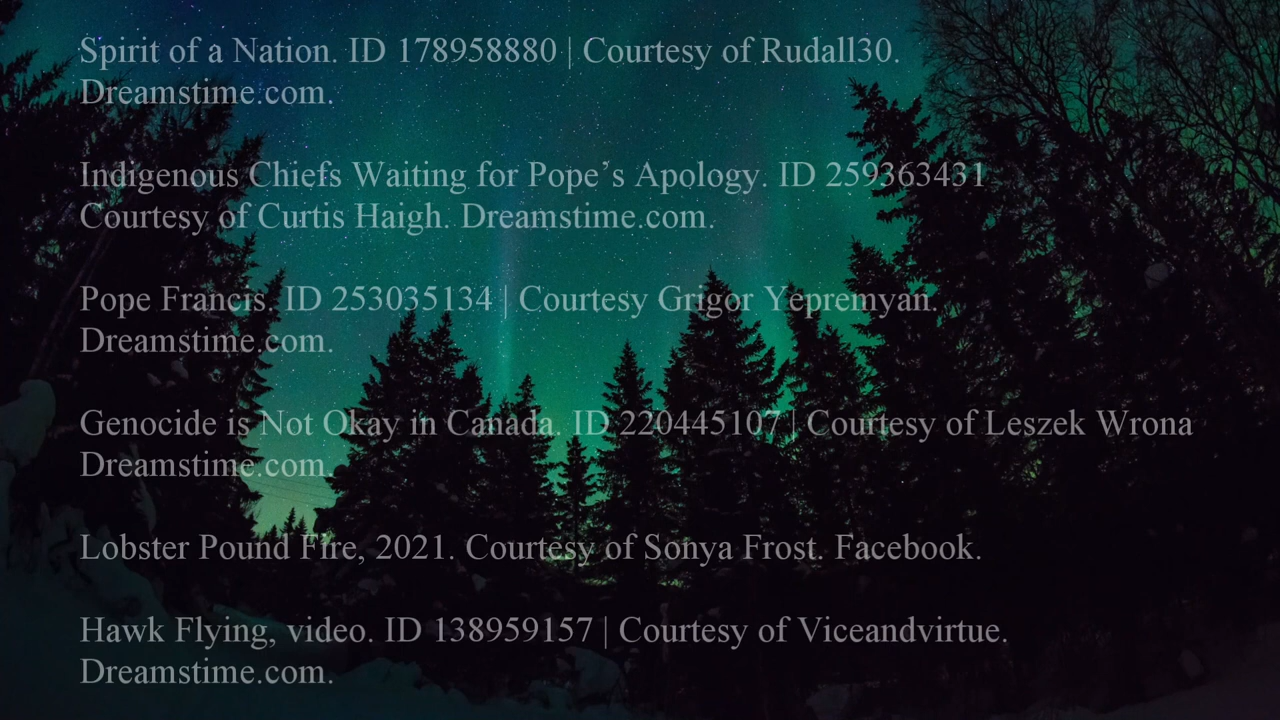 Spirit of a Nation. ID 178958880 | Courtesy of Rudall30.
Dreamstime.com.
Indigenous Chiefs Waiting for Pope’s Apology. ID 259363431
Courtesy of Curtis Haigh. Dreamstime.com.
Pope Francis. ID 253035134 | Courtesy Grigor Yepremyan.
Dreamstime.com.
Genocide is Not Okay in Canada. ID 220445107 | Courtesy of Leszek Wrona
Dreamstime.com.
Lobster Pound Fire, 2021. Courtesy of Sonya Frost. Facebook.
Hawk Flying, video. ID 138959157 | Courtesy of Viceandvirtue.
Dreamstime.com.